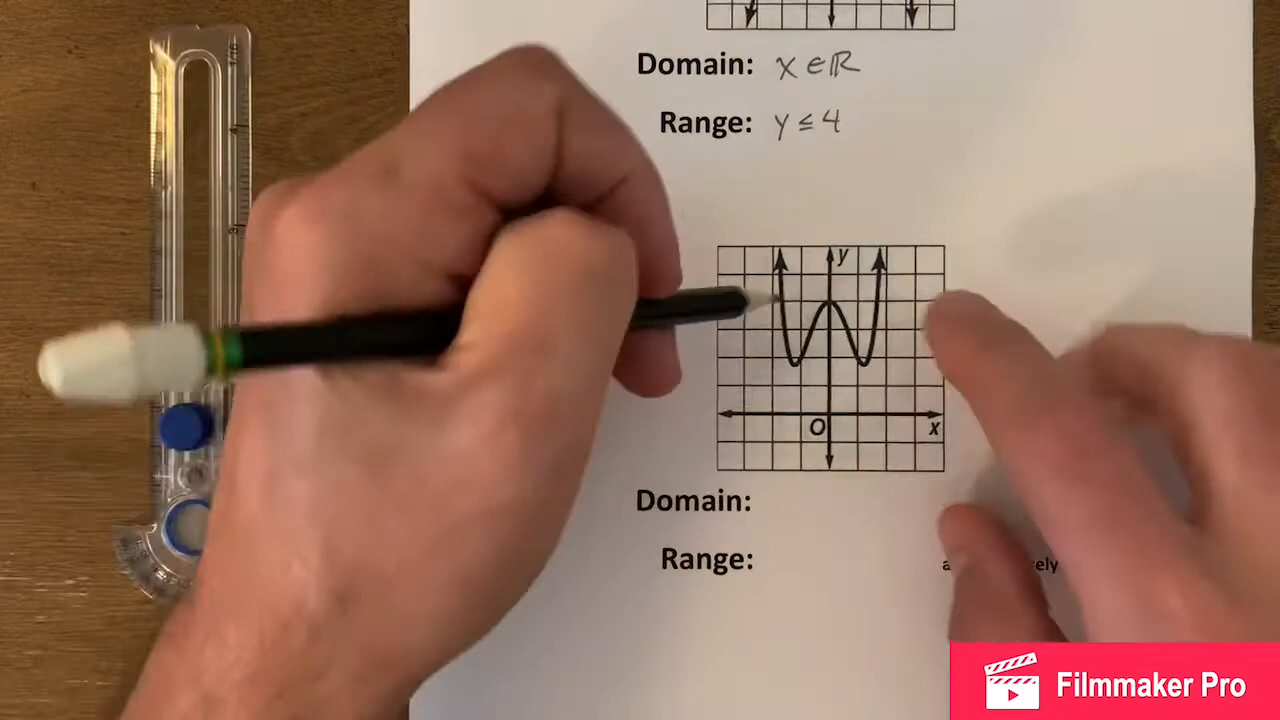 Domain: x ∈ ℝ
Range: y ≤ 4
y
O
x
Domain:
Range:
Filmmaker Pro